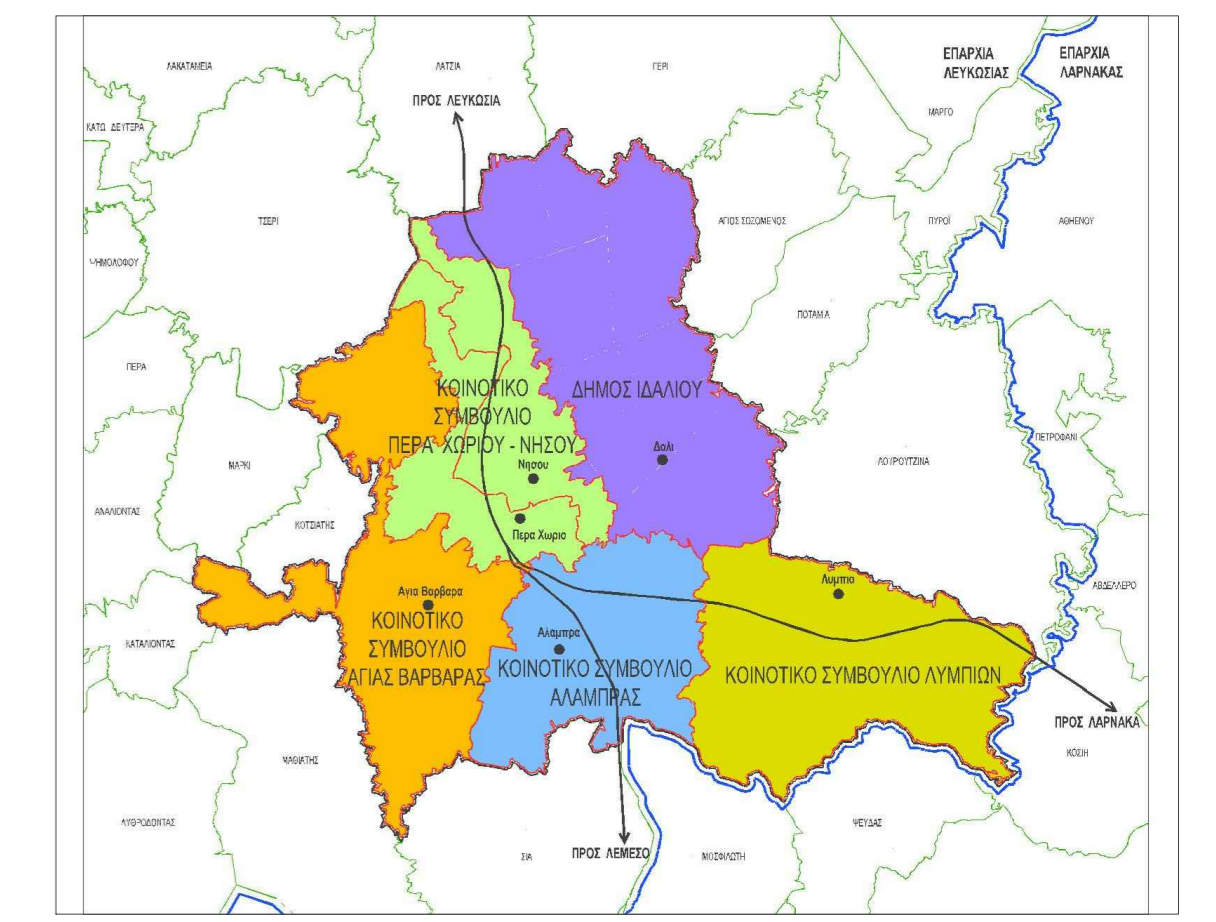 ΕΠΑΡΧΙΑ
ΛΕΥΚΩΣΙΑΣ
ΕΠΑΡΧΙΑ
ΛΑΡΝΑΚΑΣ
ΛΑΚΑΤΑΜΕΙΑ
ΛΑΤΣΙΑ
ΓΕΡΙ
ΠΡΟΣ ΛΕΥΚΩΣΙΑ
ΜΑΡΓΟ
ΚΑΤΩ ΔΕΥΤΕΡΑ
ΤΣΕΡΙ
ΑΓΙΟΣ ΣΩΖΟΜΕΝΟΣ
ΠΥΡΟΪ
ΑΘΗΕΝΟΥ
ΨΗΜΟΛΟΦΟΥ
ΠΟΤΑΜΙΑ
ΠΕΡΑ
ΚΟΙΝΟΤΙΚΟ
ΣΥΜΒΟΥΛΙΟ
ΠΕΡΑ ΧΩΡΙΟΥ - ΝΗΣΟΥ
ΔΗΜΟΣ ΙΔΑΛΙΟΥ
ΠΕΤΡΟΦΑΝΙ
Δαλι
ΛΟΥΡΟΥΤΖΙΝΑ
ΜΑΡΚΙ
Νησου
ΑΝΑΛΙΟΝΤΑΣ
ΚΟΤΣΙΑΤΗΣ
Περα Χωριο
Λυμπια
ΑΒΔΕΛΛΕΡΟ
Αγια Βαρβαρα
ΚΟΙΝΟΤΙΚΟ
ΣΥΜΒΟΥΛΙΟ
ΑΓΙΑΣ ΒΑΡΒΑΡΑΣ
Αλαμπρα
ΚΟΙΝΟΤΙΚΟ ΣΥΜΒΟΥΛΙΟ
ΑΛΑΜΠΡΑΣ
ΚΟΙΝΟΤΙΚΟ ΣΥΜΒΟΥΛΙΟ ΛΥΜΠΙΩΝ
ΚΑΤΑΛΙΟΝΤΑΣ
ΠΡΟΣ ΛΑΡΝΑΚΑ
ΚΟΣΙΗ
ΜΑΘΙΑΤΗΣ
ΛΥΘΡΟΔΟΝΤΑΣ
ΨΕΥΔΑΣ
ΣΙΑ
ΠΡΟΣ ΛΕΜΕΣΟ
ΜΟΣΦΙΛΩΤΗ